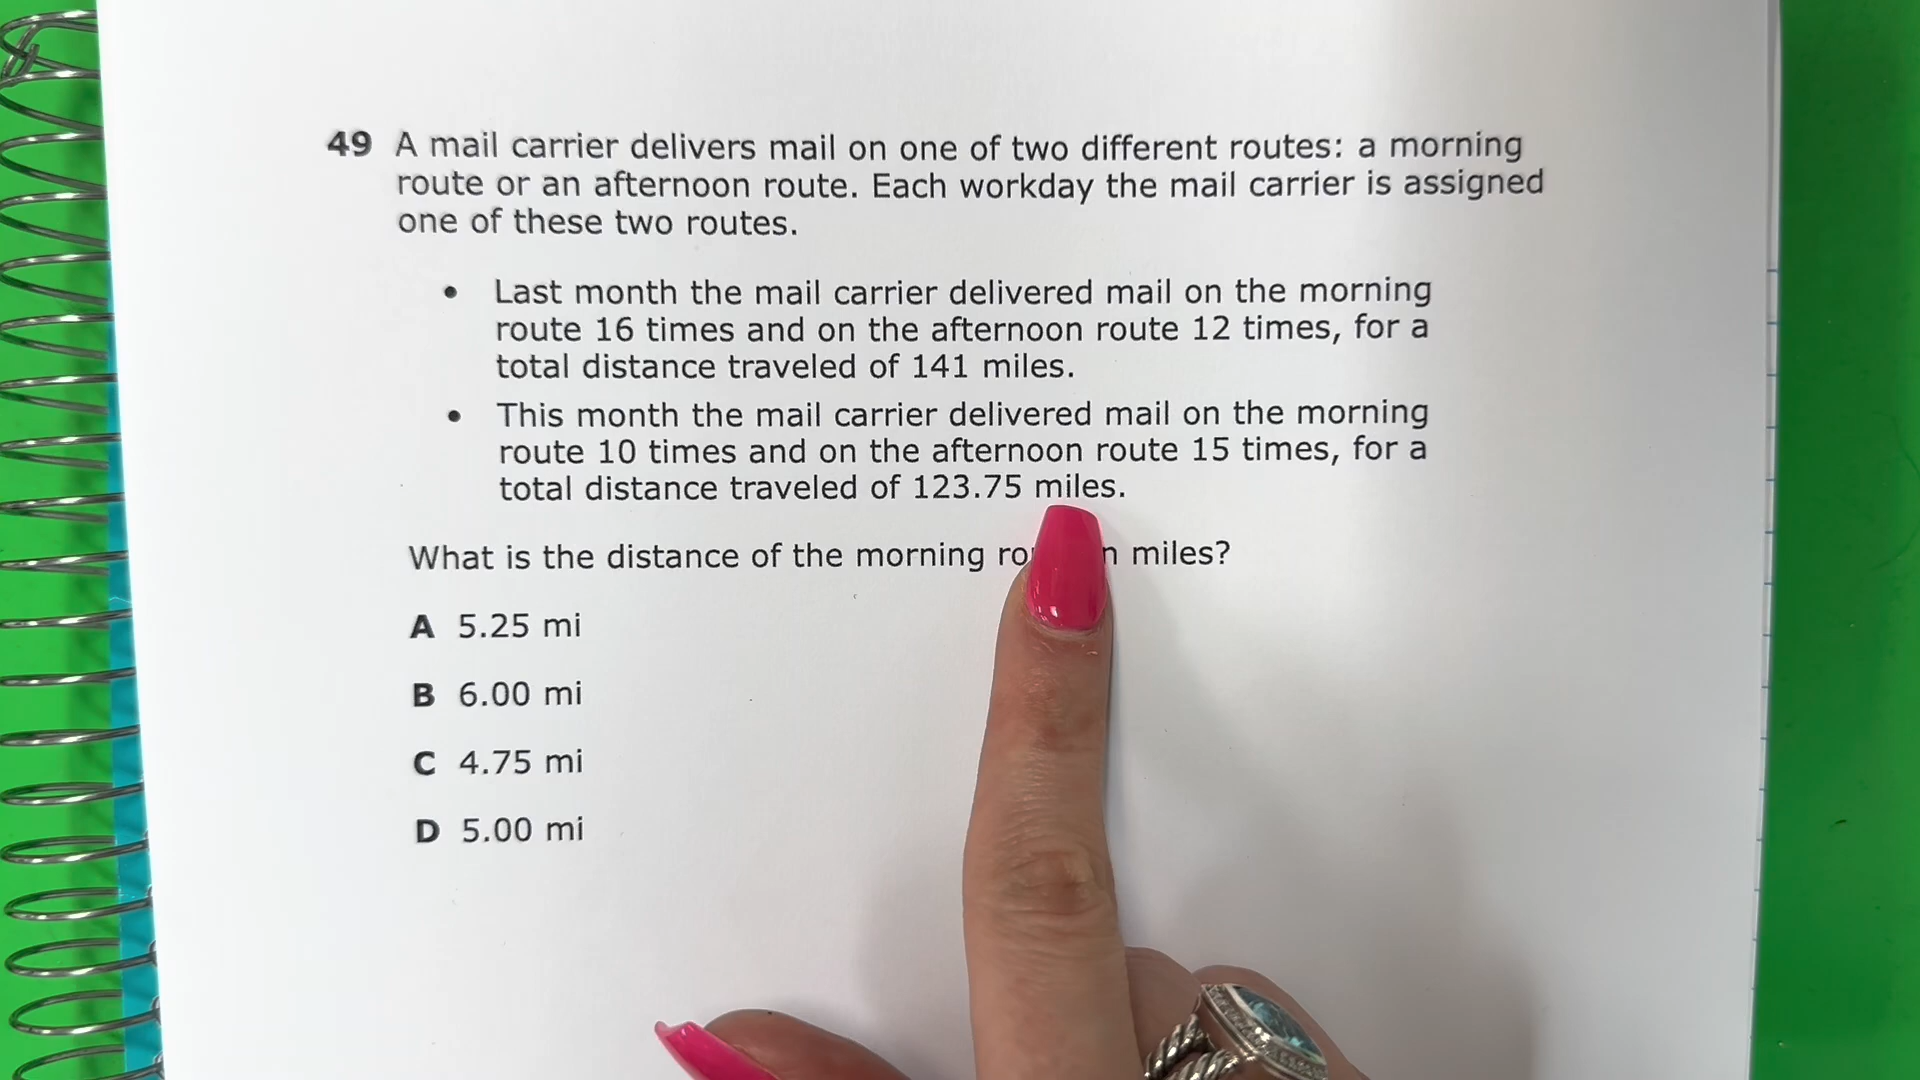 49 A mail carrier delivers mail on one of two different routes: a morning
route or an afternoon route. Each workday the mail carrier is assigned
one of these two routes.
• Last month the mail carrier delivered mail on the morning
route 16 times and on the afternoon route 12 times, for a
total distance traveled of 141 miles.
• This month the mail carrier delivered mail on the morning
route 10 times and on the afternoon route 15 times, for a
total distance traveled of 123.75 miles.
What is the distance of the morning miles?
A 5.25 mi
B 6.00 mi
C 4.75 mi
D 5.00 mi